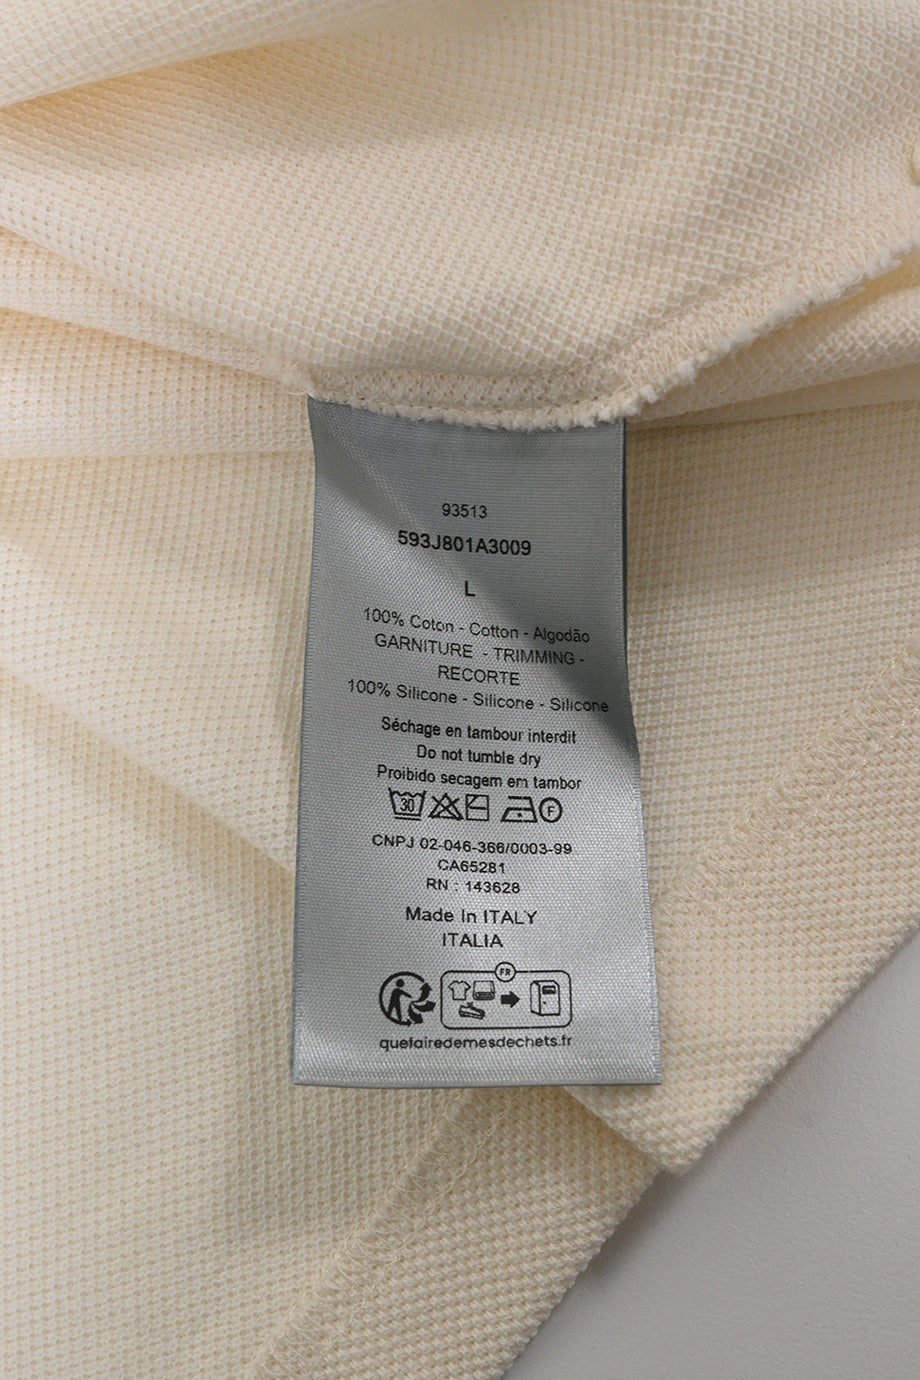 93513
593J801A3009
L
100% Coton - Cotton - Algodão
GARNITURE - TRIMMING -
RECORTE
100% Silicone - Silicone - Silicone
Séchage en tambour interdit
Do not tumble dry
Proibido secagem em tambor
30 F
CNPJ 02-046-366/0003-99
CA65281
RN : 143628
Made In ITALY
ITALIA
FR
quefairedemesdechets.fr